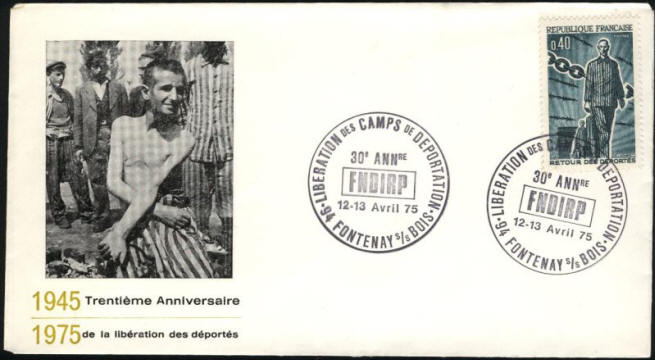 1945 Trentième Anniversaire
1975 de la libération des déportés
LIBERATION DES CAMPS DE DEPORTATION
30e ANNRE
FNDIRP
12-13 Avril 75
94 FONTENAY S/S BOIS
REPUBLIQUE FRANÇAISE
0,40
POSTES
RETOUR DES DÉPORTÉS
LIBERATION DES CAMPS DE DEPORTATION
30e ANNRE
FNDIRP
12-13 Avril 75
94 FONTENAY S/S BOIS